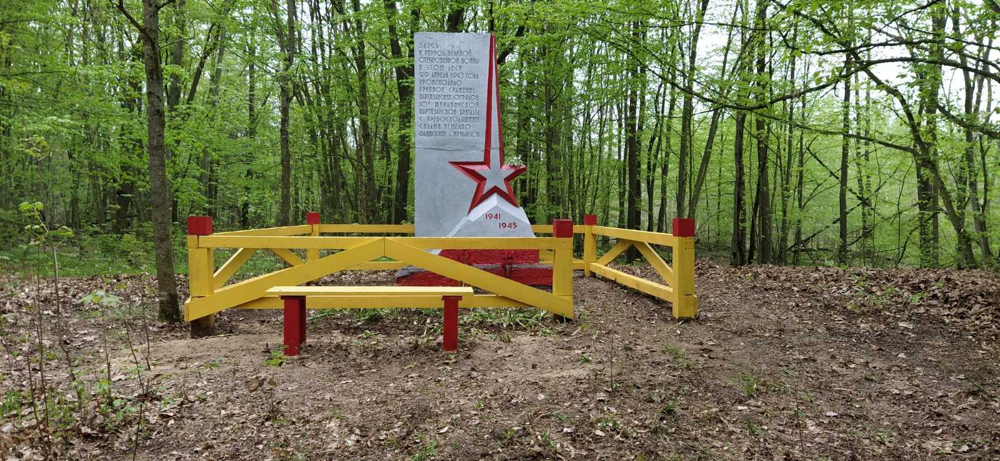 ЗДЕСЬ
В ПЕРИОД ВЕЛИКОЙ
ОТЕЧЕСТВЕННОЙ ВОЙНЫ
В ЭТОМ ЛЕСУ
29 АПРЕЛЯ 1943 ГОДА
ПРОИСХОДИЛО
КРУПНОЕ СРАЖЕНИЕ
ПАРТИЗАНСКИХ ОТРЯДОВ
10й ЖУРАВИЧСКОЙ
ПАРТИЗАНСКОЙ БРИГАДЫ
С ПРЕВОСХОДЯЩИМИ
СИЛАМИ НЕМЕЦКО-
ФАШИСТСКИХ ОККУПАНТОВ
1941
1945